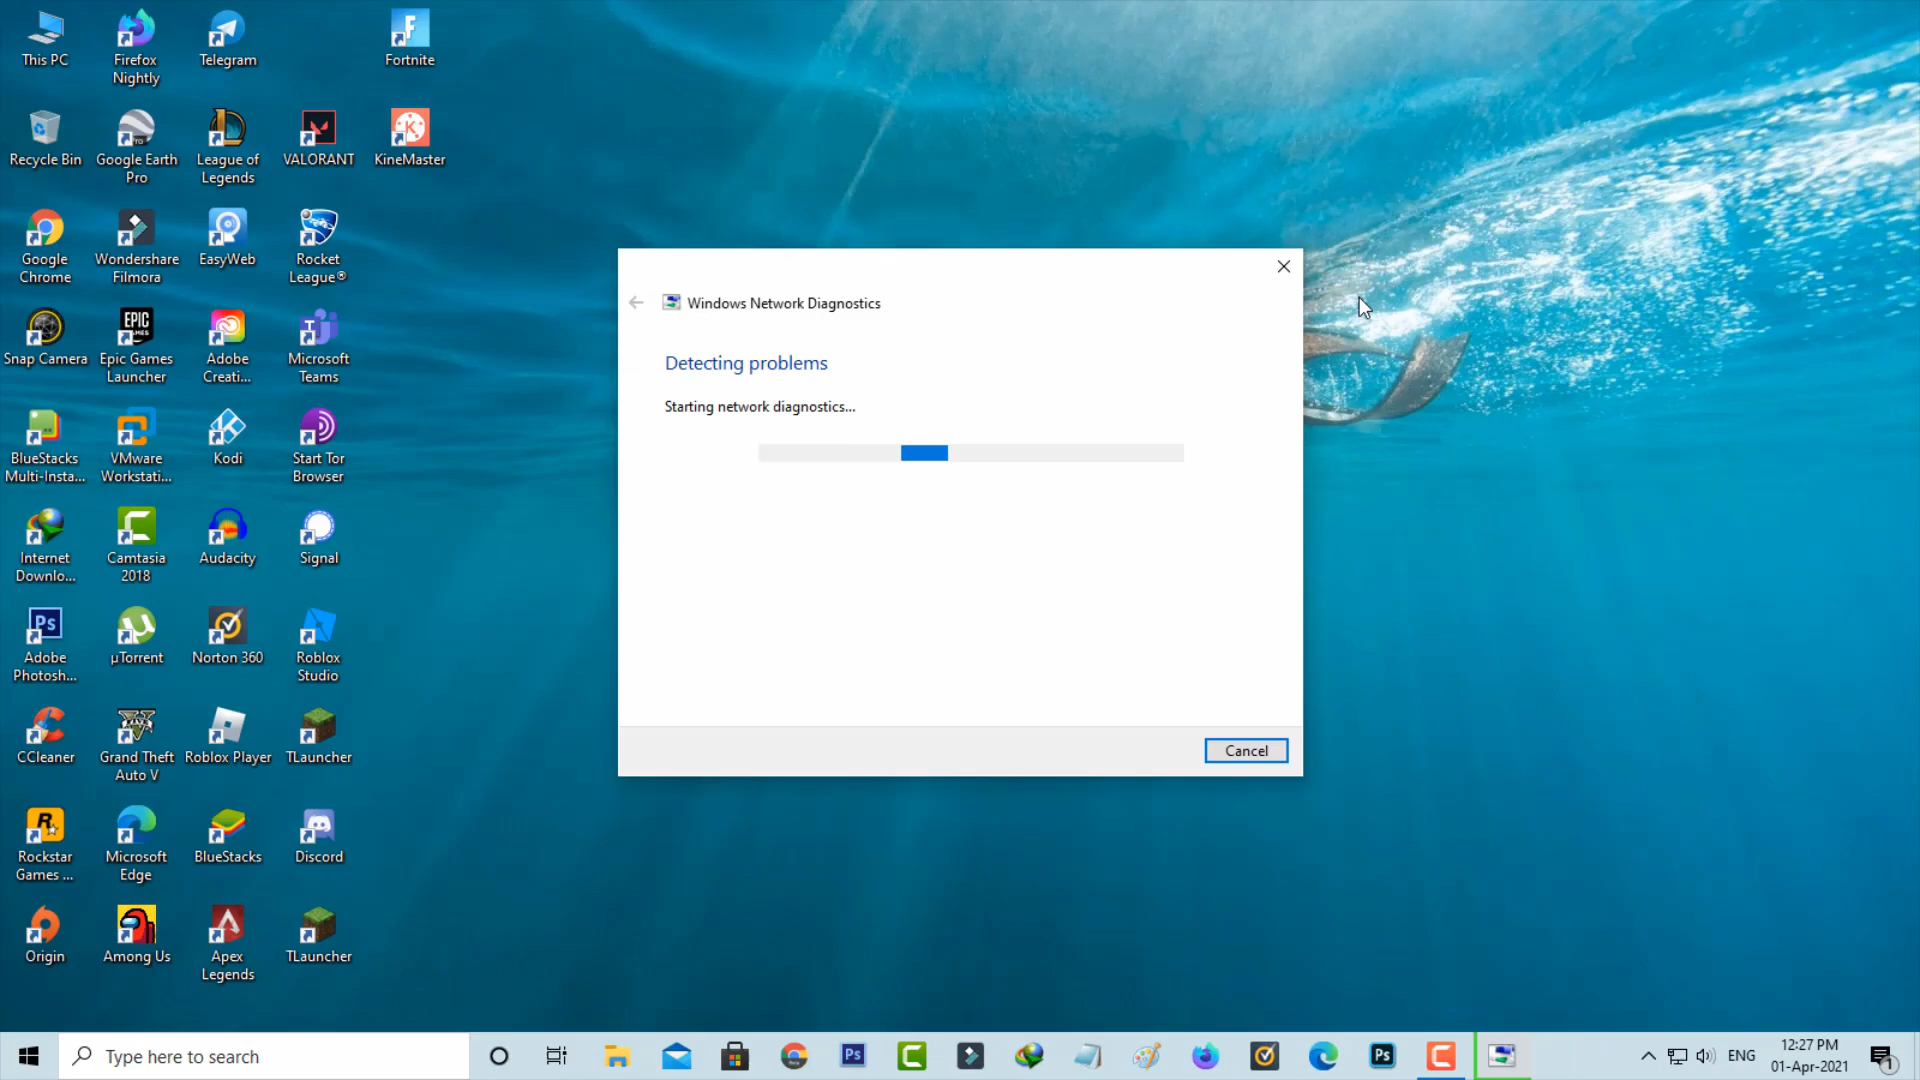 This PC
Firefox
Nightly
Telegram
Fortnite
Recycle Bin
Google Earth
Pro
League of
Legends
VALORANT
KineMaster
Google
Chrome
Wondershare
Filmora
EasyWeb
Rocket
League®
Snap Camera
Epic Games
Launcher
Adobe
Creati...
Microsoft
Teams
BlueStacks
Multi-Insta...
VMware
Workstati...
Kodi
Start Tor
Browser
Internet
Downlo...
Camtasia
2018
Audacity
Signal
Adobe
Photosh...
µTorrent
Norton 360
Roblox
Studio
CCleaner
Grand Theft
Auto V
Roblox Player
TLauncher
Rockstar
Games ...
Microsoft
Edge
BlueStacks
Discord
Origin
Among Us
Apex
Legends
TLauncher
Windows Network Diagnostics
Detecting problems
Starting network diagnostics...
Cancel
Type here to search
ENG
12:27 PM
01-Apr-2021
1